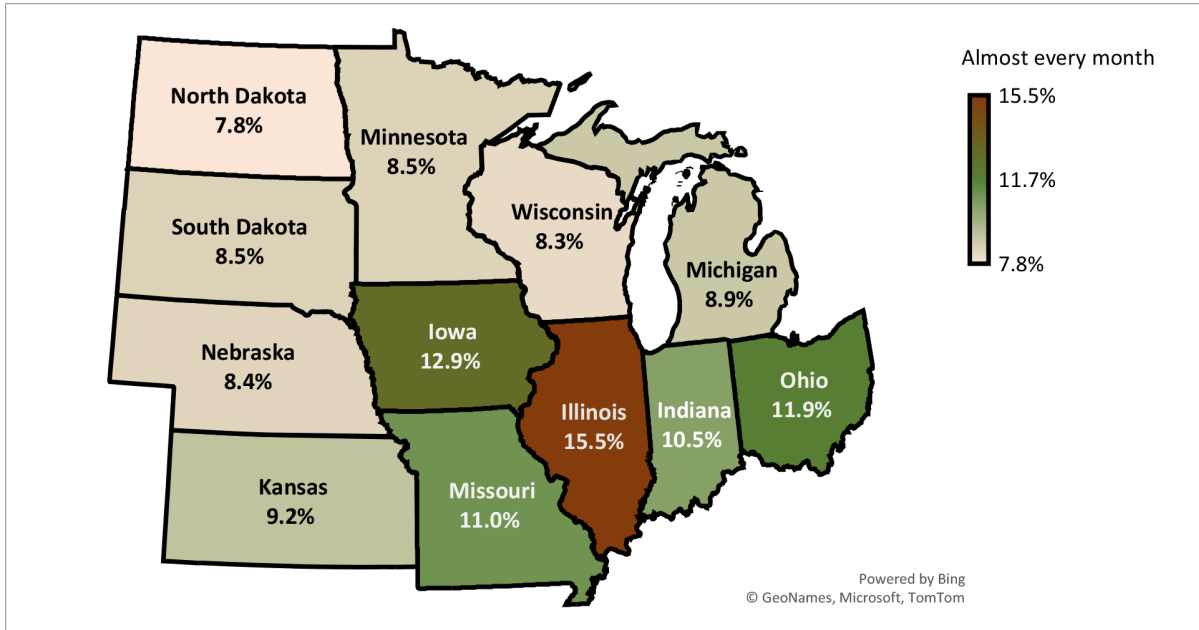 Almost every month
15.5%
11.7%
7.8%
North Dakota
7.8%
Minnesota
8.5%
South Dakota
8.5%
Wisconsin
8.3%
Michigan
8.9%
Nebraska
8.4%
Iowa
12.9%
Illinois
15.5%
Indiana
10.5%
Ohio
11.9%
Kansas
9.2%
Missouri
11.0%
Powered by Bing
© GeoNames, Microsoft, TomTom